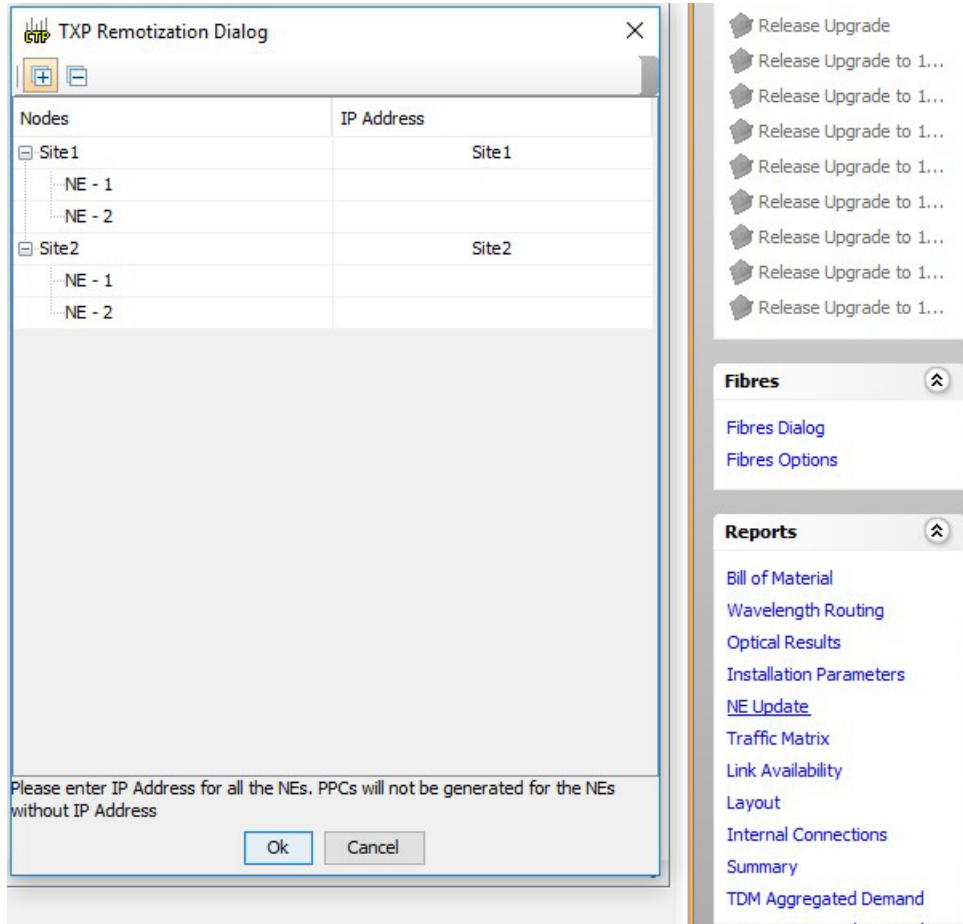 CTP TXP Remotization Dialog
Nodes IP Address
Site1 Site1
NE - 1
NE - 2
Site2 Site2
NE - 1
NE - 2
Please enter IP Address for all the NEs. PPCs will not be generated for the NEs
without IP Address
Ok Cancel
Release Upgrade
Release Upgrade to 1...
Release Upgrade to 1...
Release Upgrade to 1...
Release Upgrade to 1...
Release Upgrade to 1...
Release Upgrade to 1...
Release Upgrade to 1...
Release Upgrade to 1...
Fibres
Fibres Dialog
Fibres Options
Reports
Bill of Material
Wavelength Routing
Optical Results
Installation Parameters
NE Update
Traffic Matrix
Link Availability
Layout
Internal Connections
Summary
TDM Aggregated Demand